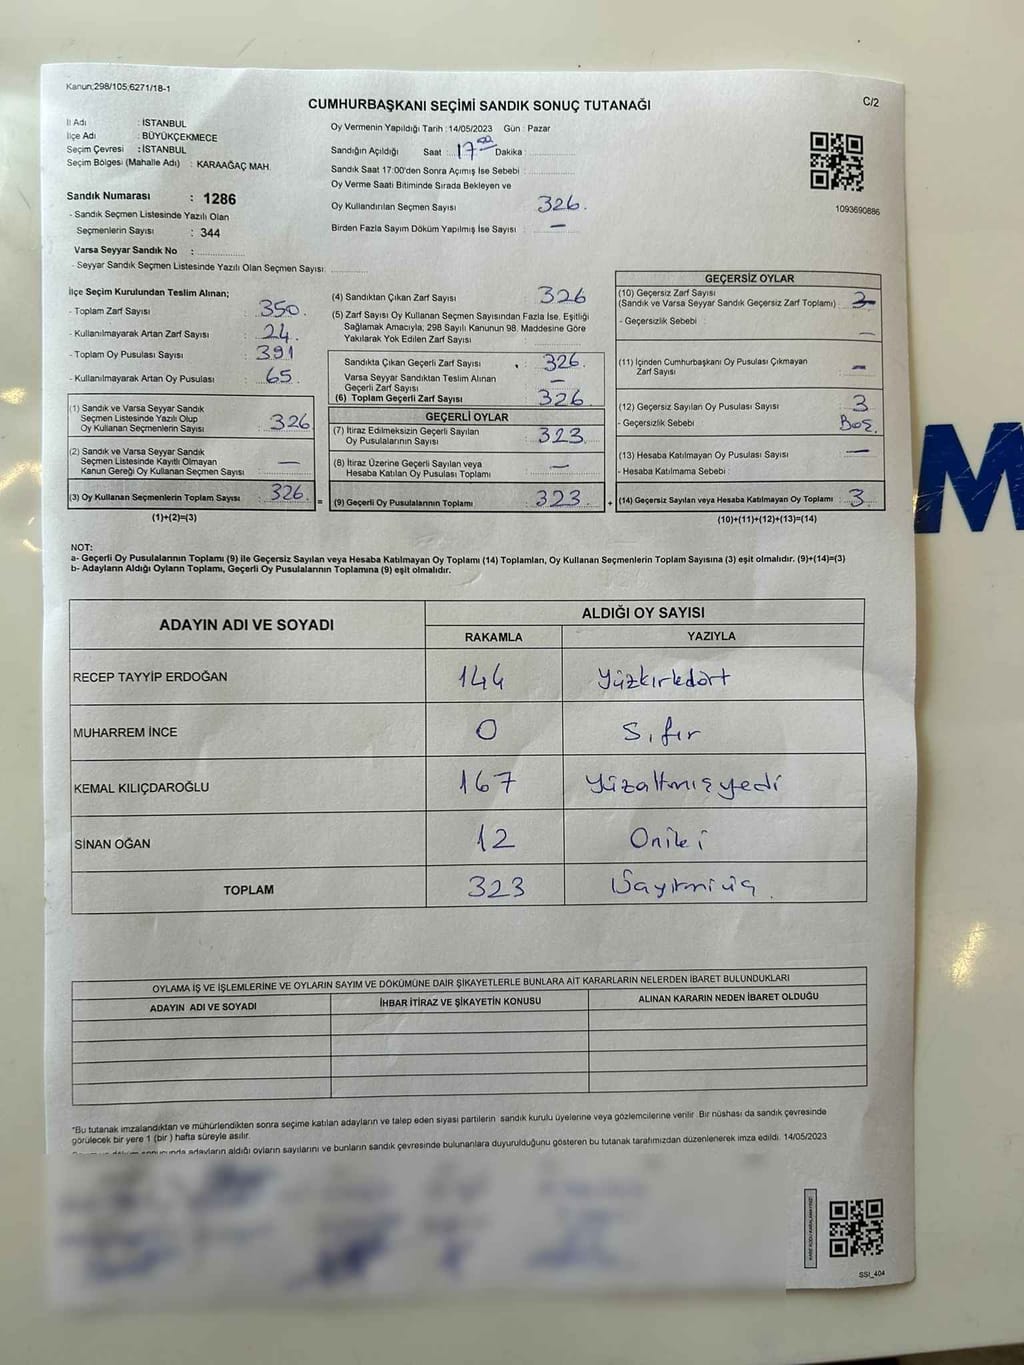 Kanun;298/105;6271/18-1
CUMHURBAŞKANI SEÇİMİ SANDIK SONUÇ TUTANAĞI
C/2
İl Adı : İSTANBUL
İlçe Adı : BÜYÜKÇEKMECE
Seçim Çevresi : İSTANBUL
Seçim Bölgesi (Mahalle Adı) : KARAAĞAÇ MAH.
Sandık Numarası : 1286
- Sandık Seçmen Listesinde Yazılı Olan
Seçmenlerin Sayısı : 344
Varsa Seyyar Sandık No :
- Seyyar Sandık Seçmen Listesinde Yazılı Olan Seçmen Sayısı:
Oy Vermenin Yapıldığı Tarih : 14/05/2023 Gün : Pazar
Sandığın Açıldığı Saat : 17 00 Dakika :
Sandık Saat 17:00'den Sonra Açımış İse Sebebi :
Oy Verme Saati Bitiminde Sırada Bekleyen ve
Oy Kullandırılan Seçmen Sayısı : 326.
Birden Fazla Sayım Döküm Yapılmış İse Sayısı : —
1093690886
İlçe Seçim Kurulundan Teslim Alınan;
- Toplam Zarf Sayısı : 350.
- Kullanılmayarak Artan Zarf Sayısı : 24.
- Toplam Oy Pusulası Sayısı : 391
- Kullanılmayarak Artan Oy Pusulası : 65.
(1) Sandık ve Varsa Seyyar Sandık
Seçmen Listesinde Yazılı Olup
Oy Kullanan Seçmenlerin Sayısı : 326
(2) Sandık ve Varsa Seyyar Sandık
Seçmen Listesinde Kayıtlı Olmayan
Kanun Gereği Oy Kullanan Seçmen Sayısı : —
(3) Oy Kullanan Seçmenlerin Toplam Sayısı : 326.
(1)+(2)=(3)
(4) Sandıktan Çıkan Zarf Sayısı : 326
(5) Zarf Sayısı Oy Kullanan Seçmen Sayısından Fazla İse, Eşitliği
Sağlamak Amacıyla; 298 Sayılı Kanunun 98. Maddesine Göre
Yakılarak Yok Edilen Zarf Sayısı :
Sandıkta Çıkan Geçerli Zarf Sayısı : 326.
Varsa Seyyar Sandıktan Teslim Alınan
Geçerli Zarf Sayısı : —
(6) Toplam Geçerli Zarf Sayısı : 326
GEÇERLİ OYLAR
(7) İtiraz Edilmeksizin Geçerli Sayılan
Oy Pusulalarının Sayısı : 323
(8) İtiraz Üzerine Geçerli Sayılan veya
Hesaba Katılan Oy Pusulası Toplamı : —
= (9) Geçerli Oy Pusulalarının Toplamı : 323
GEÇERSİZ OYLAR
(10) Geçersiz Zarf Sayısı
(Sandık ve Varsa Seyyar Sandık Geçersiz Zarf Toplamı) : 3
- Geçersizlik Sebebi : —
(11) İçinden Cumhurbaşkanı Oy Pusulası Çıkmayan
Zarf Sayısı : —
(12) Geçersiz Sayılan Oy Pusulası Sayısı : 3
- Geçersizlik Sebebi : Boş.
(13) Hesaba Katılmayan Oy Pusulası Sayısı : —
- Hesaba Katılmama Sebebi :
+ (14) Geçersiz Sayılan veya Hesaba Katılmayan Oy Toplamı : 3.
(10)+(11)+(12)+(13)=(14)
NOT:
a- Geçerli Oy Pusulalarının Toplamı (9) ile Geçersiz Sayılan veya Hesaba Katılmayan Oy Toplamı (14) Toplamları, Oy Kullanan Seçmenlerin Toplam Sayısına (3) eşit olmalıdır. (9)+(14)=(3)
b- Adayların Aldığı Oyların Toplamı, Geçerli Oy Pusulalarının Toplamına (9) eşit olmalıdır.
ADAYIN ADI VE SOYADI
ALDIĞI OY SAYISI
RAKAMLA YAZIYLA
RECEP TAYYİP ERDOĞAN 144 Yüzkırkdört
MUHARREM İNCE 0 Sıfır
KEMAL KILIÇDAROĞLU 167 Yüzaltmışyedi
SİNAN OĞAN 12 Oniki
TOPLAM 323
OYLAMA İŞ VE İŞLEMLERİNE VE OYLARIN SAYIM VE DÖKÜMÜNE DAİR ŞİKAYETLERLE BUNLARA AİT KARARLARIN NELERDEN İBARET BULUNDUKLARI
ADAYIN ADI VE SOYADI İHBAR İTİRAZ VE ŞİKAYETİN KONUSU ALINAN KARARIN NEDEN İBARET OLDUĞU
"Bu tutanak imzalandıktan ve mühürlendikten sonra seçime katılan adayların ve talep eden siyasi partilerin sandık kurulu üyelerine veya gözlemcilerine verilir. Bir nüshası da sandık çevresinde
görülecek bir yere 1 (bir ) hafta süreyle asılır.
adayların aldığı oyların sayılarını ve bunların sandık çevresinde bulunanlara duyurulduğunu gösteren bu tutanak tarafımızdan düzenlenerek imza edildi. 14/05/2023
SSI_404
M